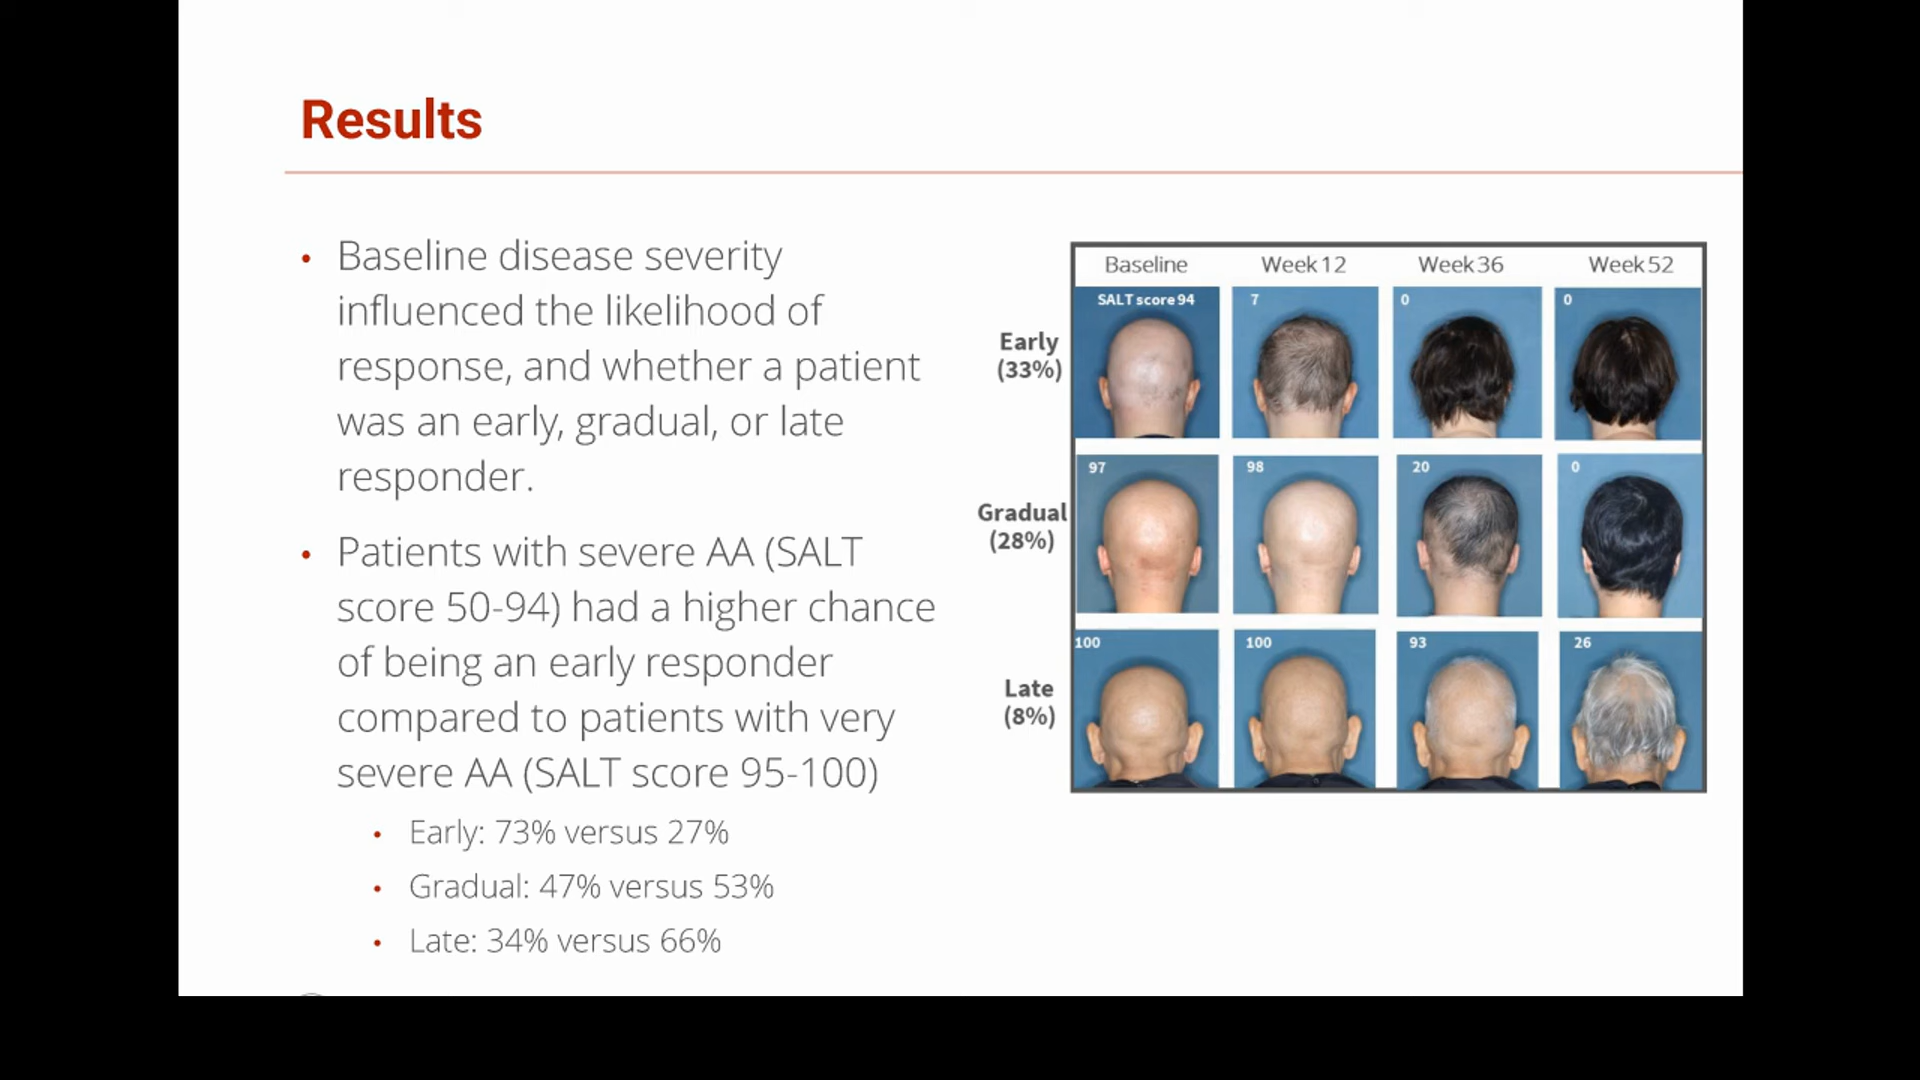 Results
• Baseline disease severity
influenced the likelihood of
response, and whether a patient
was an early, gradual, or late
responder.
• Patients with severe AA (SALT
score 50-94) had a higher chance
of being an early responder
compared to patients with very
severe AA (SALT score 95-100)
• Early: 73% versus 27%
• Gradual: 47% versus 53%
• Late: 34% versus 66%
Baseline Week 12 Week 36 Week 52
Early
(33%)
SALT score 94 7 0 0
Gradual
(28%)
97 98 20 0
Late
(8%)
100 100 93 26